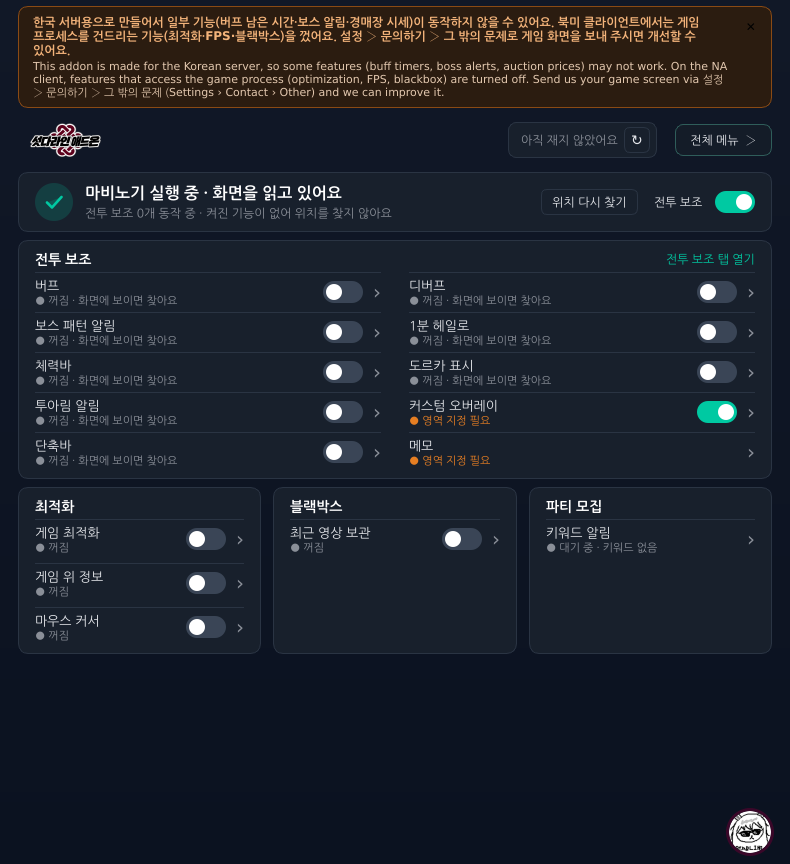 한국 서버용으로 만들어서 일부 기능(버프 남은 시간·보스 알림·경매장 시세)이 동작하지 않을 수 있어요. 북미 클라이언트에서는 게임
프로세스를 건드리는 기능(최적화·FPS·블랙박스)을 껐어요. 설정 > 문의하기 > 그 밖의 문제로 게임 화면을 보내 주시면 개선할 수
있어요.
This addon is made for the Korean server, so some features (buff timers, boss alerts, auction prices) may not work. On the NA
client, features that access the game process (optimization, FPS, blackbox) are turned off. Send us your game screen via 설정
> 문의하기 > 그 밖의 문제 (Settings › Contact › Other) and we can improve it.
아직 재지 않았어요
전체 메뉴 >
마비노기 실행 중 · 화면을 읽고 있어요
전투 보조 0개 동작 중 · 커진 기능이 없어 위치를 찾지 않아요
위치 다시 찾기
전투 보조
전투 보조
전투 보조 탭 열기
버프
꺼짐 · 화면에 보이면 찾아요
디버프
꺼짐 · 화면에 보이면 찾아요
보스 패턴 알림
꺼짐 · 화면에 보이면 찾아요
1분 헤일로
꺼짐 · 화면에 보이면 찾아요
체력바
꺼짐 · 화면에 보이면 찾아요
도르카 표시
꺼짐 · 화면에 보이면 찾아요
투아림 알림
꺼짐 · 화면에 보이면 찾아요
커스텀 오버레이
영역 지정 필요
단축바
꺼짐 · 화면에 보이면 찾아요
메모
영역 지정 필요
최적화
게임 최적화
꺼짐
게임 위 정보
꺼짐
마우스 커서
꺼짐
블랙박스
최근 영상 보관
꺼짐
파티 모집
키워드 알림
대기 중 · 키워드 없음